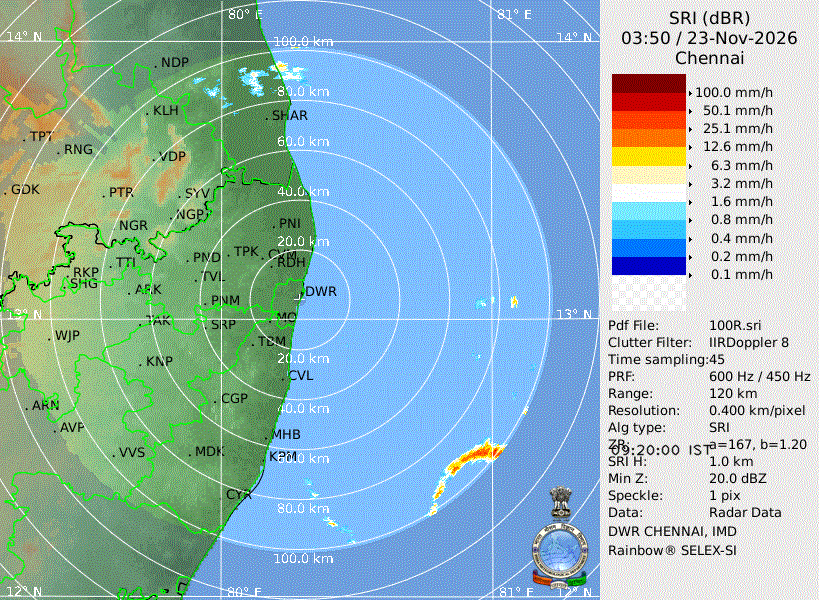 80° E
81° E
14° N
14° N
100.0 km
NDP
80.0 km
KLH
SHAR
TPT
60.0 km
RNG
VDP
GDK
40.0 km
PTR
SYV
NGP
NGR
PNI
20.0 km
TPK
PND
TTI
RDH
RKP
TVL
SHG
ARK
DWR
PNM
13° N
13° N
TAK
SRP
MO
WJP
TBM
20.0 km
KNP
CVL
CGP
40.0 km
ARN
AVP
MHB
VVS
MDK
KPM
60.0 km
CYR
80.0 km
100.0 km
12° N
80° E
81° E
12° N
SRI (dBR)
03:50 / 23-Nov-2026
Chennai
100.0 mm/h
50.1 mm/h
25.1 mm/h
12.6 mm/h
6.3 mm/h
3.2 mm/h
1.6 mm/h
0.8 mm/h
0.4 mm/h
0.2 mm/h
0.1 mm/h
Pdf File: 100R.sri
Clutter Filter: IIRDoppler 8
Time sampling:45
PRF: 600 Hz / 450 Hz
Range: 120 km
Resolution: 0.400 km/pixel
Alg type: SRI
ZR: a=167, b=1.20
09:20:00 IST
SRI H: 1.0 km
Min Z: 20.0 dBZ
Speckle: 1 pix
Data: Radar Data
DWR CHENNAI, IMD
Rainbow® SELEX-SI